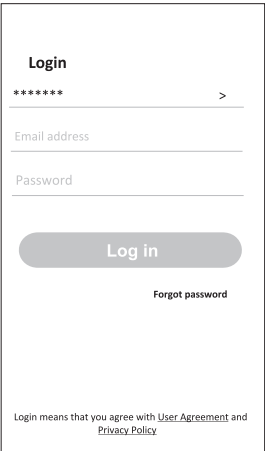 Login
******* >
Email address
Password
Log in
Forgot password
Login means that you agree with User Agreement and
Privacy Policy